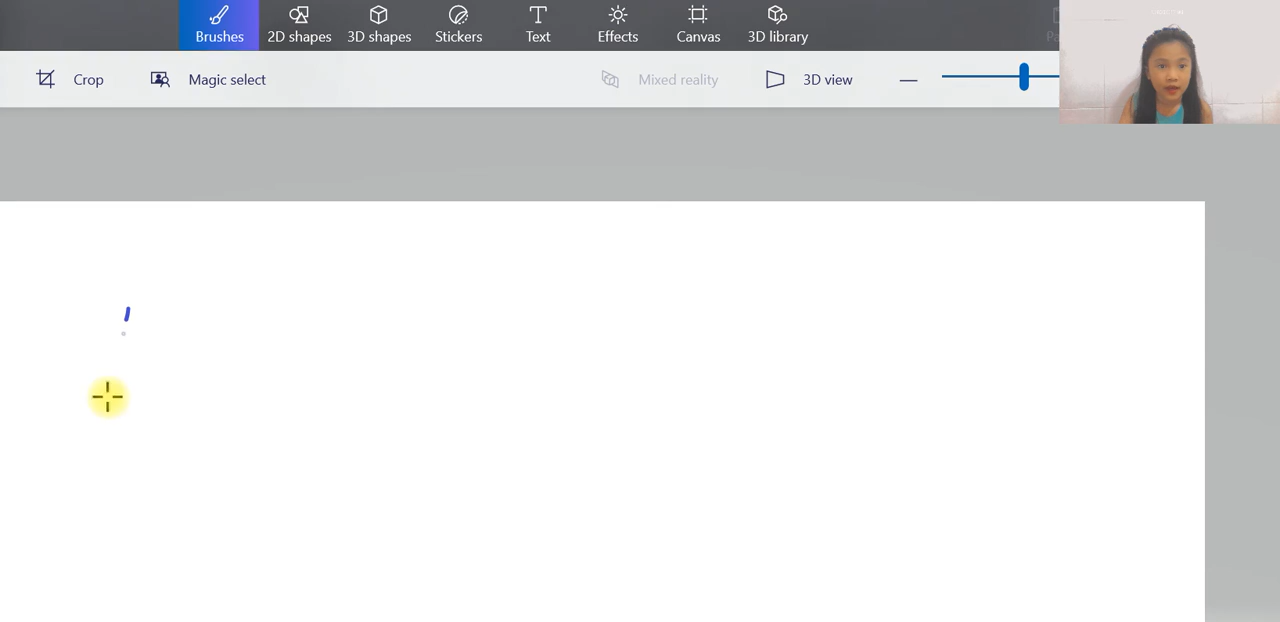 Brushes 2D shapes 3D shapes Stickers Text Effects Canvas 3D library
Crop Magic select Mixed reality 3D view